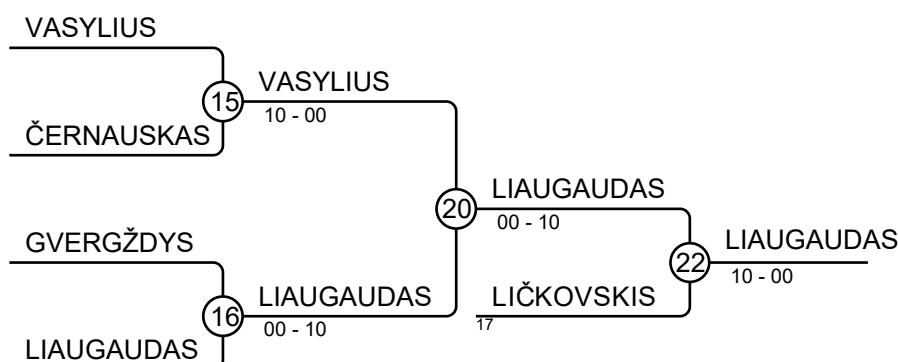 VASYLIUS
15
VASYLIUS
10 - 00
ČERNAUSKAS
20
LIAUGAUDAS
00 - 10
GVERGŽDYS
22
LIAUGAUDAS
10 - 00
16
LIAUGAUDAS
00 - 10
LIČKOVSKIS
17
LIAUGAUDAS